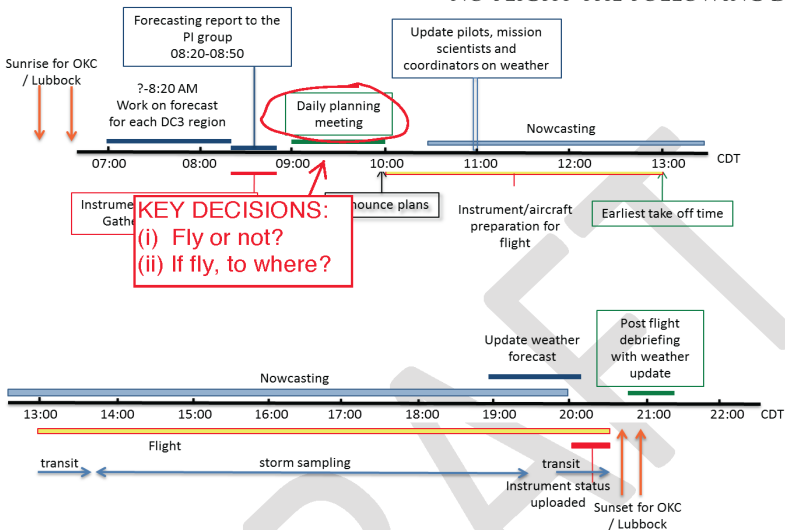 Forecasting report to the
PI group
08:20-08:50
Update pilots, mission
scientists and
coordinators on weather
Sunrise for OKC
/ Lubbock
?-8:20 AM
Work on forecast
for each DC3 region
Daily planning
meeting
Nowcasting
07:00 08:00 09:00 10:00 11:00 12:00 13:00 CDT
KEY DECISIONS:
(i) Fly or not?
(ii) If fly, to where?
plans
Instrument/aircraft
preparation for
flight
Earliest take off time
Update weather
forecast
Post flight
debriefing
with weather
update
Nowcasting
13:00 14:00 15:00 16:00 17:00 18:00 19:00 20:00 21:00 22:00 CDT
Flight
transit storm sampling transit
Instrument status
uploaded
Sunset for OKC
/ Lubbock
DRAFT